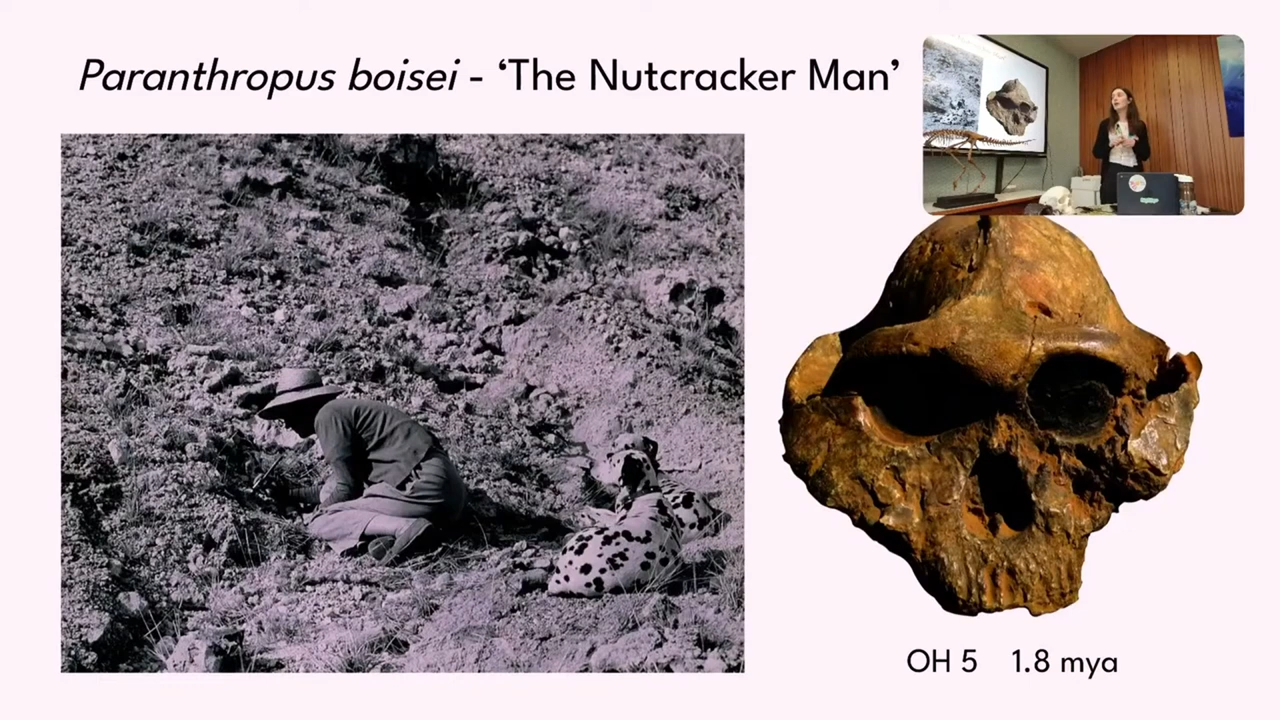 Paranthropus boisei - ‘The Nutcracker Man’
OH 5 1.8 mya